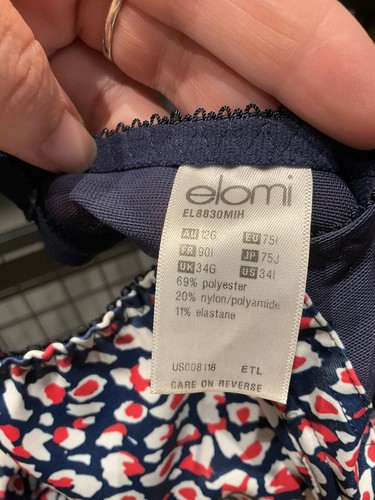 elomi
EL8830MIH
AU 12G EU 75I
FR 90I JP 75J
UK 34G US 34I
69% polyester
20% nylon/polyamide
11% elastane
US008118 ETL
CARE ON REVERSE